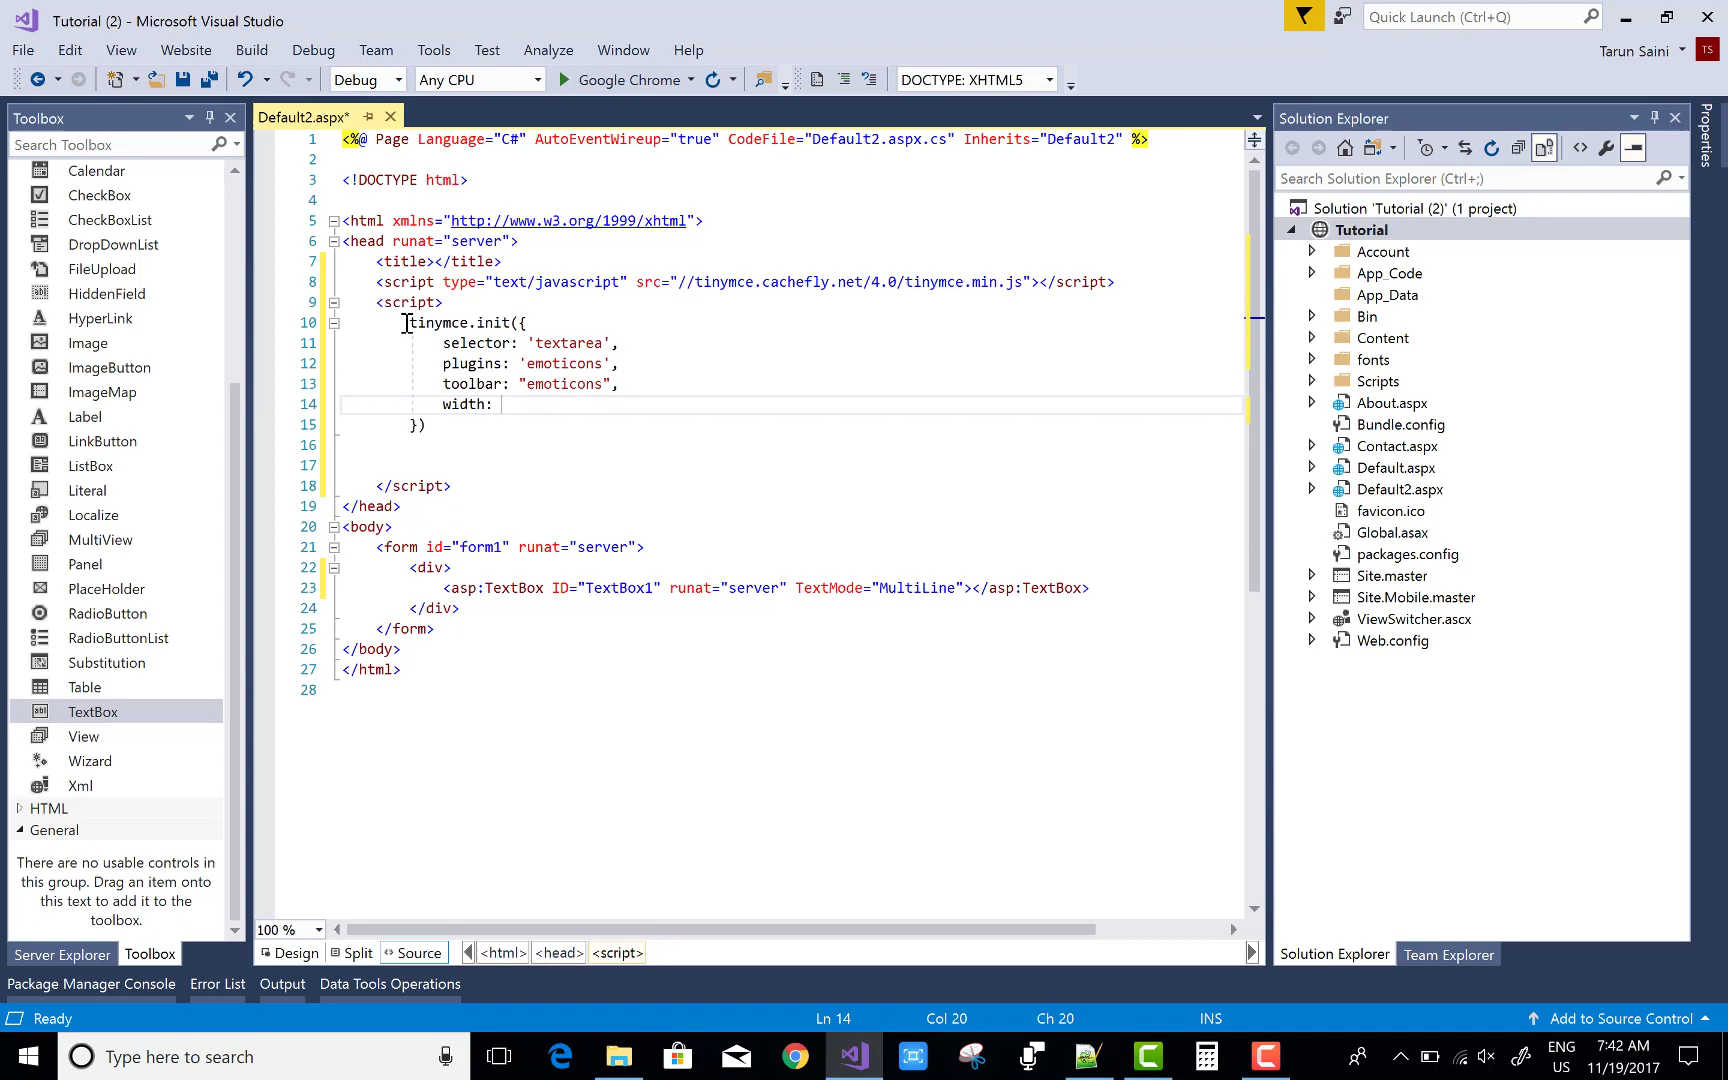 Tutorial (2) - Microsoft Visual Studio
Quick Launch (Ctrl+Q)
File Edit View Website Build Debug Team Tools Test Analyze Window Help
Tarun Saini TS
Debug Any CPU Google Chrome DOCTYPE: XHTML5
Toolbox
Search Toolbox
Calendar
CheckBox
CheckBoxList
DropDownList
FileUpload
HiddenField
HyperLink
Image
ImageButton
ImageMap
Label
LinkButton
ListBox
Literal
Localize
MultiView
Panel
PlaceHolder
RadioButton
RadioButtonList
Substitution
Table
TextBox
View
Wizard
Xml
HTML
General
There are no usable controls in
this group. Drag an item onto
this text to add it to the
toolbox.
Server Explorer Toolbox
Default2.aspx*
1 <%@ Page Language="C#" AutoEventWireup="true" CodeFile="Default2.aspx.cs" Inherits="Default2" %>
2
3 <!DOCTYPE html>
4
5 <html xmlns="http://www.w3.org/1999/xhtml">
6 <head runat="server">
7 <title></title>
8 <script type="text/javascript" src="//tinymce.cachefly.net/4.0/tinymce.min.js"></script>
9 <script>
10 tinymce.init({
11 selector: 'textarea',
12 plugins: 'emoticons',
13 toolbar: "emoticons",
14 width:
15 })
16
17
18 </script>
19 </head>
20 <body>
21 <form id="form1" runat="server">
22 <div>
23 <asp:TextBox ID="TextBox1" runat="server" TextMode="MultiLine"></asp:TextBox>
24 </div>
25 </form>
26 </body>
27 </html>
28
100 %
Design Split Source <html> <head> <script>
Solution Explorer
Search Solution Explorer (Ctrl+;)
Solution 'Tutorial (2)' (1 project)
Tutorial
Account
App_Code
App_Data
Bin
Content
fonts
Scripts
About.aspx
Bundle.config
Contact.aspx
Default.aspx
Default2.aspx
favicon.ico
Global.asax
packages.config
Site.master
Site.Mobile.master
ViewSwitcher.ascx
Web.config
Solution Explorer Team Explorer
Properties
Package Manager Console Error List Output Data Tools Operations
Ready Ln 14 Col 20 Ch 20 INS Add to Source Control
Type here to search
ENG
US
7:42 AM
11/19/2017